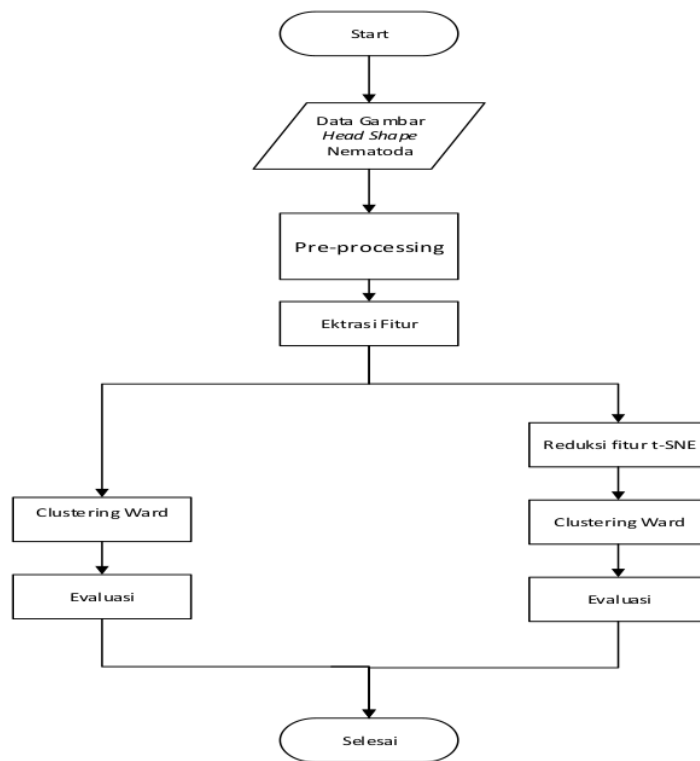 Start
Data Gambar
Head Shape
Nematoda
Pre-processing
Ektrasi Fitur
Reduksi fitur t-SNE
Clustering Ward
Clustering Ward
Evaluasi
Evaluasi
Selesai